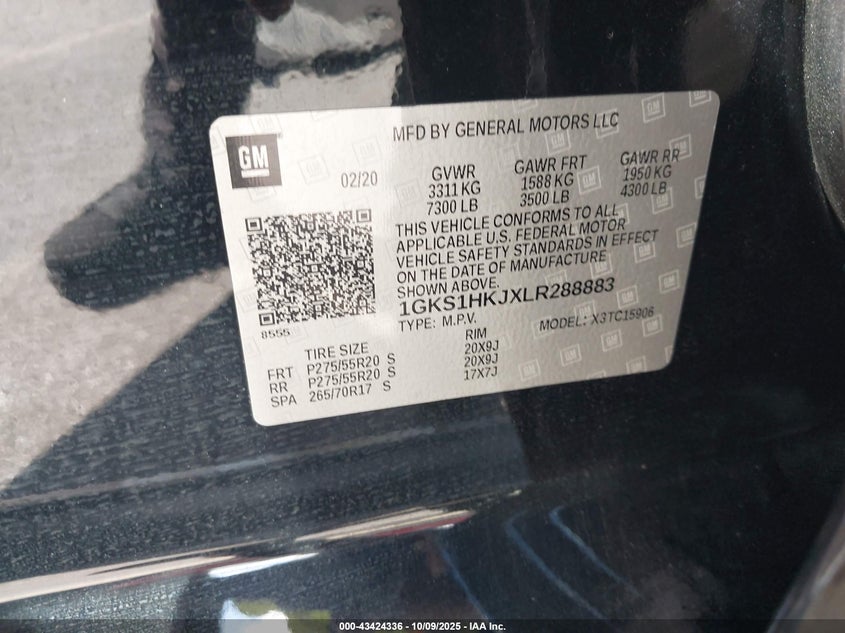 MFD BY GENERAL MOTORS LLC
GM
02/20
GVWR GAWR FRT GAWR RR
3311 KG 1588 KG 1950 KG
7300 LB 3500 LB 4300 LB
THIS VEHICLE CONFORMS TO ALL
APPLICABLE U.S. FEDERAL MOTOR
VEHICLE SAFETY STANDARDS IN EFFECT
ON THE DATE OF MANUFACTURE
SHOWN ABOVE.
1GKS1HKJXLR288883
TYPE: M.P.V. MODEL: X3TC15906
8555
TIRE SIZE RIM
FRT P275/55R20 S 20X9J
RR P275/55R20 S 20X9J
SPA 265/70R17 S 17X7J
000-43424336 - 10/09/2025 - IAA Inc.